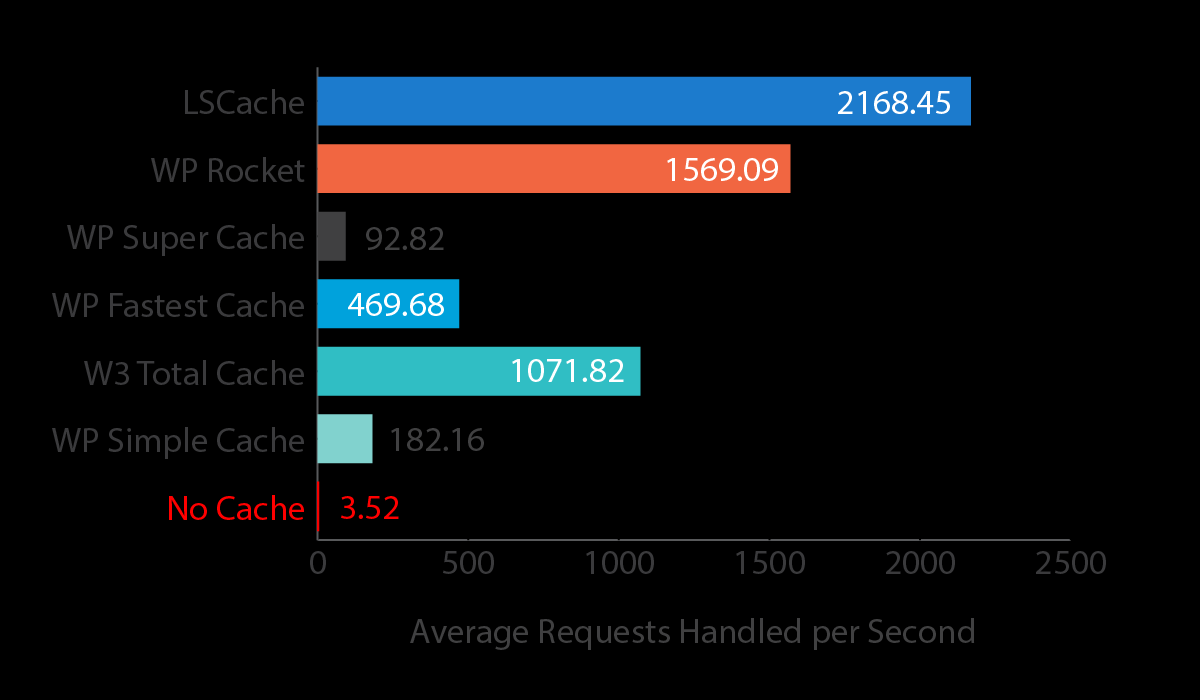 LSCache 2168.45
WP Rocket 1569.09
WP Super Cache 92.82
WP Fastest Cache 469.68
W3 Total Cache 1071.82
WP Simple Cache 182.16
No Cache 3.52
0 500 1000 1500 2000 2500
Average Requests Handled per Second